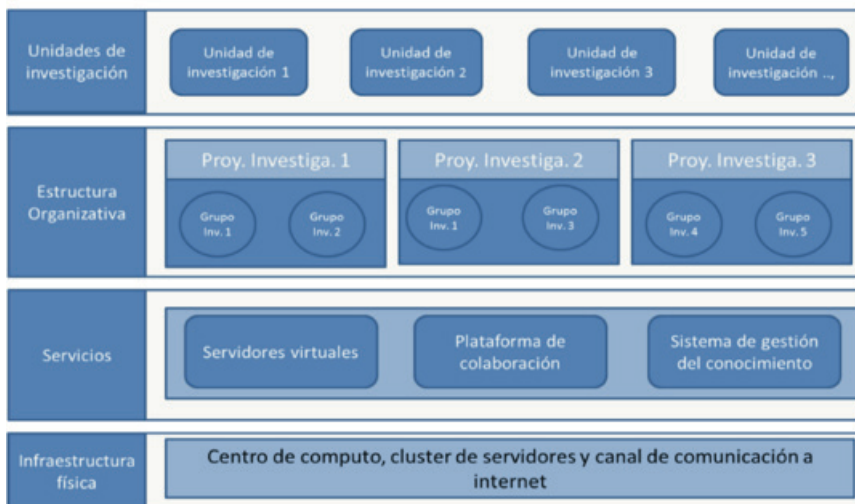 Unidades de
investigación
Unidad de
investigación 1
Unidad de
investigación 2
Unidad de
investigación 3
Unidad de
investigación ..,
Estructura
Organizativa
Proy. Investiga. 1
Grupo
Inv. 1
Grupo
Inv. 2
Proy. Investiga. 2
Grupo
Inv. 1
Grupo
Inv. 3
Proy. Investiga. 3
Grupo
Inv. 4
Grupo
Inv. 5
Servicios
Servidores virtuales
Plataforma de
colaboración
Sistema de gestión
del conocimiento
Infraestructura
física
Centro de computo, cluster de servidores y canal de comunicación a
internet